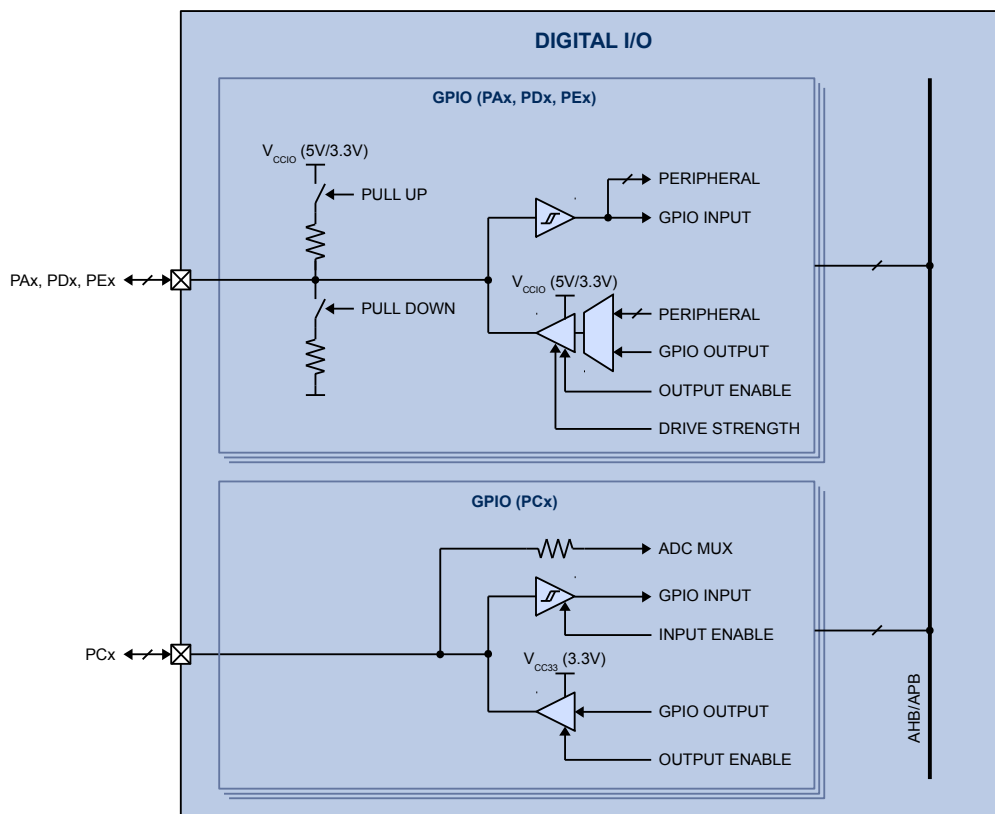 DIGITAL I/O
GPIO (PAx, PDx, PEx)
VCCIO (5V/3.3V)
PULL UP
PERIPHERAL
GPIO INPUT
PAx, PDx, PEx
PULL DOWN
VCCIO (5V/3.3V)
PERIPHERAL
GPIO OUTPUT
OUTPUT ENABLE
DRIVE STRENGTH
GPIO (PCx)
ADC MUX
GPIO INPUT
INPUT ENABLE
PCx
VCC33 (3.3V)
GPIO OUTPUT
OUTPUT ENABLE
AHB/APB